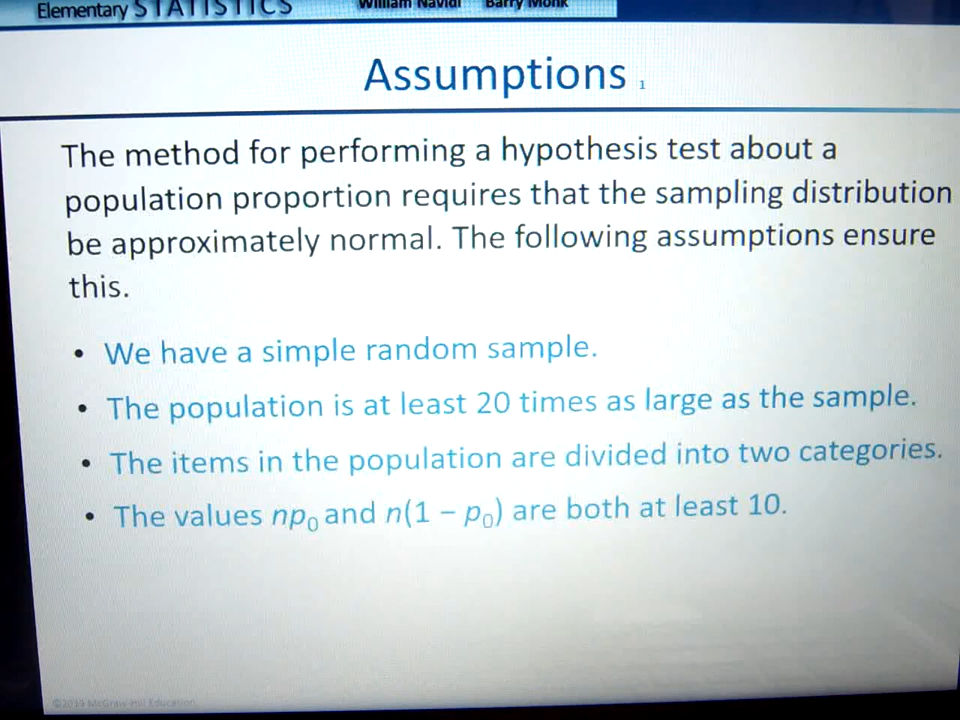 Elementary STATISTICS William Navidi Barry Monk
Assumptions 1
The method for performing a hypothesis test about a
population proportion requires that the sampling distribution
be approximately normal. The following assumptions ensure
this.
• We have a simple random sample.
• The population is at least 20 times as large as the sample.
• The items in the population are divided into two categories.
• The values np₀ and n(1 − p₀) are both at least 10.
©2019 McGraw-Hill Education